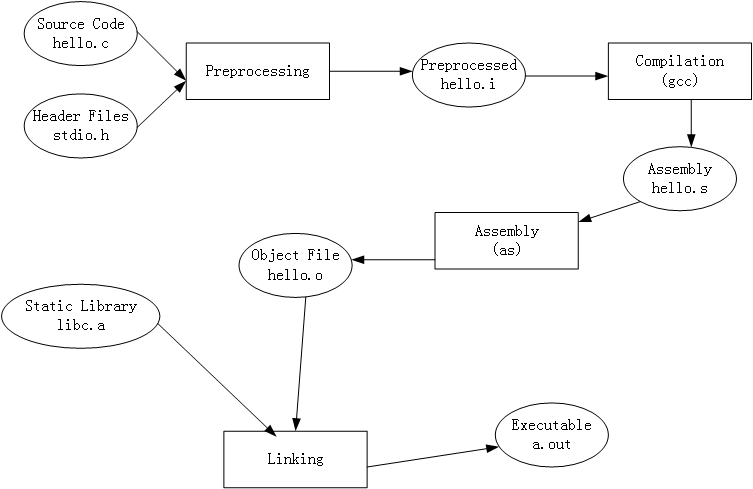 Source Code
hello.c
Header Files
stdio.h
Preprocessing
Preprocessed
hello.i
Compilation
(gcc)
Assembly
hello.s
Assembly
(as)
Object File
hello.o
Static Library
libc.a
Linking
Executable
a.out